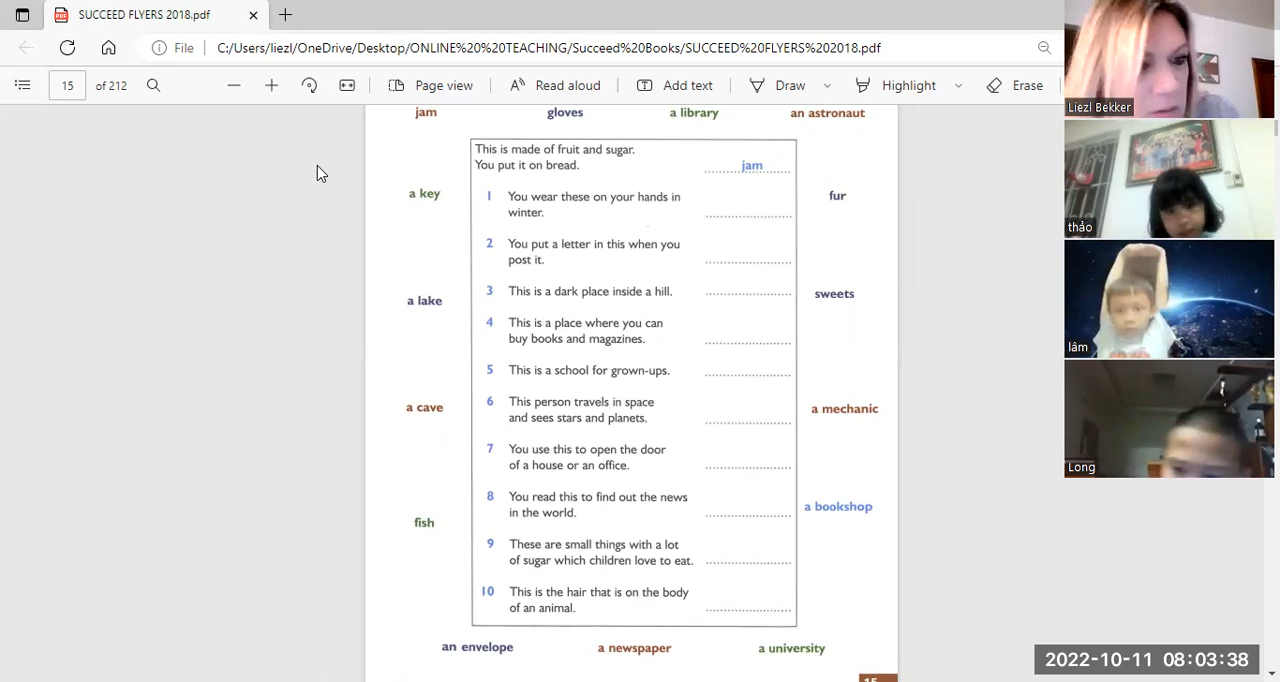 SUCCEED FLYERS 2018.pdf
File C:/Users/liezl/OneDrive/Desktop/ONLINE%20%20TEACHING/Succeed%20Books/SUCCEED%20FLYERS%202018.pdf
15 of 212 Page view Read aloud Add text Draw Highlight Erase
jam gloves a library an astronaut
This is made of fruit and sugar.
You put it on bread. jam
a key
1 You wear these on your hands in
winter.
fur
2 You put a letter in this when you
post it.
a lake
3 This is a dark place inside a hill.
sweets
4 This is a place where you can
buy books and magazines.
5 This is a school for grown-ups.
a cave
6 This person travels in space
and sees stars and planets.
a mechanic
7 You use this to open the door
of a house or an office.
8 You read this to find out the news
in the world.
a bookshop
fish
9 These are small things with a lot
of sugar which children love to eat.
10 This is the hair that is on the body
of an animal.
an envelope a newspaper a university
15
Liezl Bekker
thảo
lâm
Long
2022-10-11 08:03:38